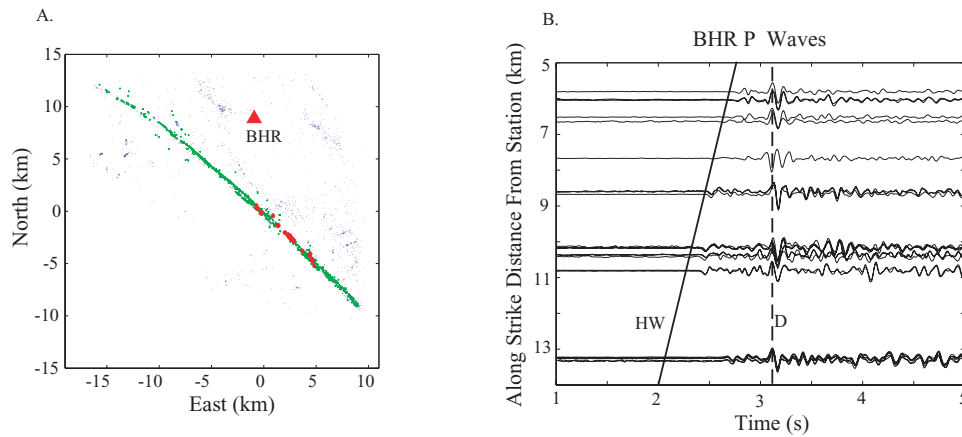 A.
15
10
5
0
-5
-10
-15
-15 -10 -5 0 5 10
East (km)
North (km)
BHR
B.
BHR P Waves
5
7
9
11
13
1 2 3 4 5
Time (s)
Along Strike Distance From Station (km)
HW
D